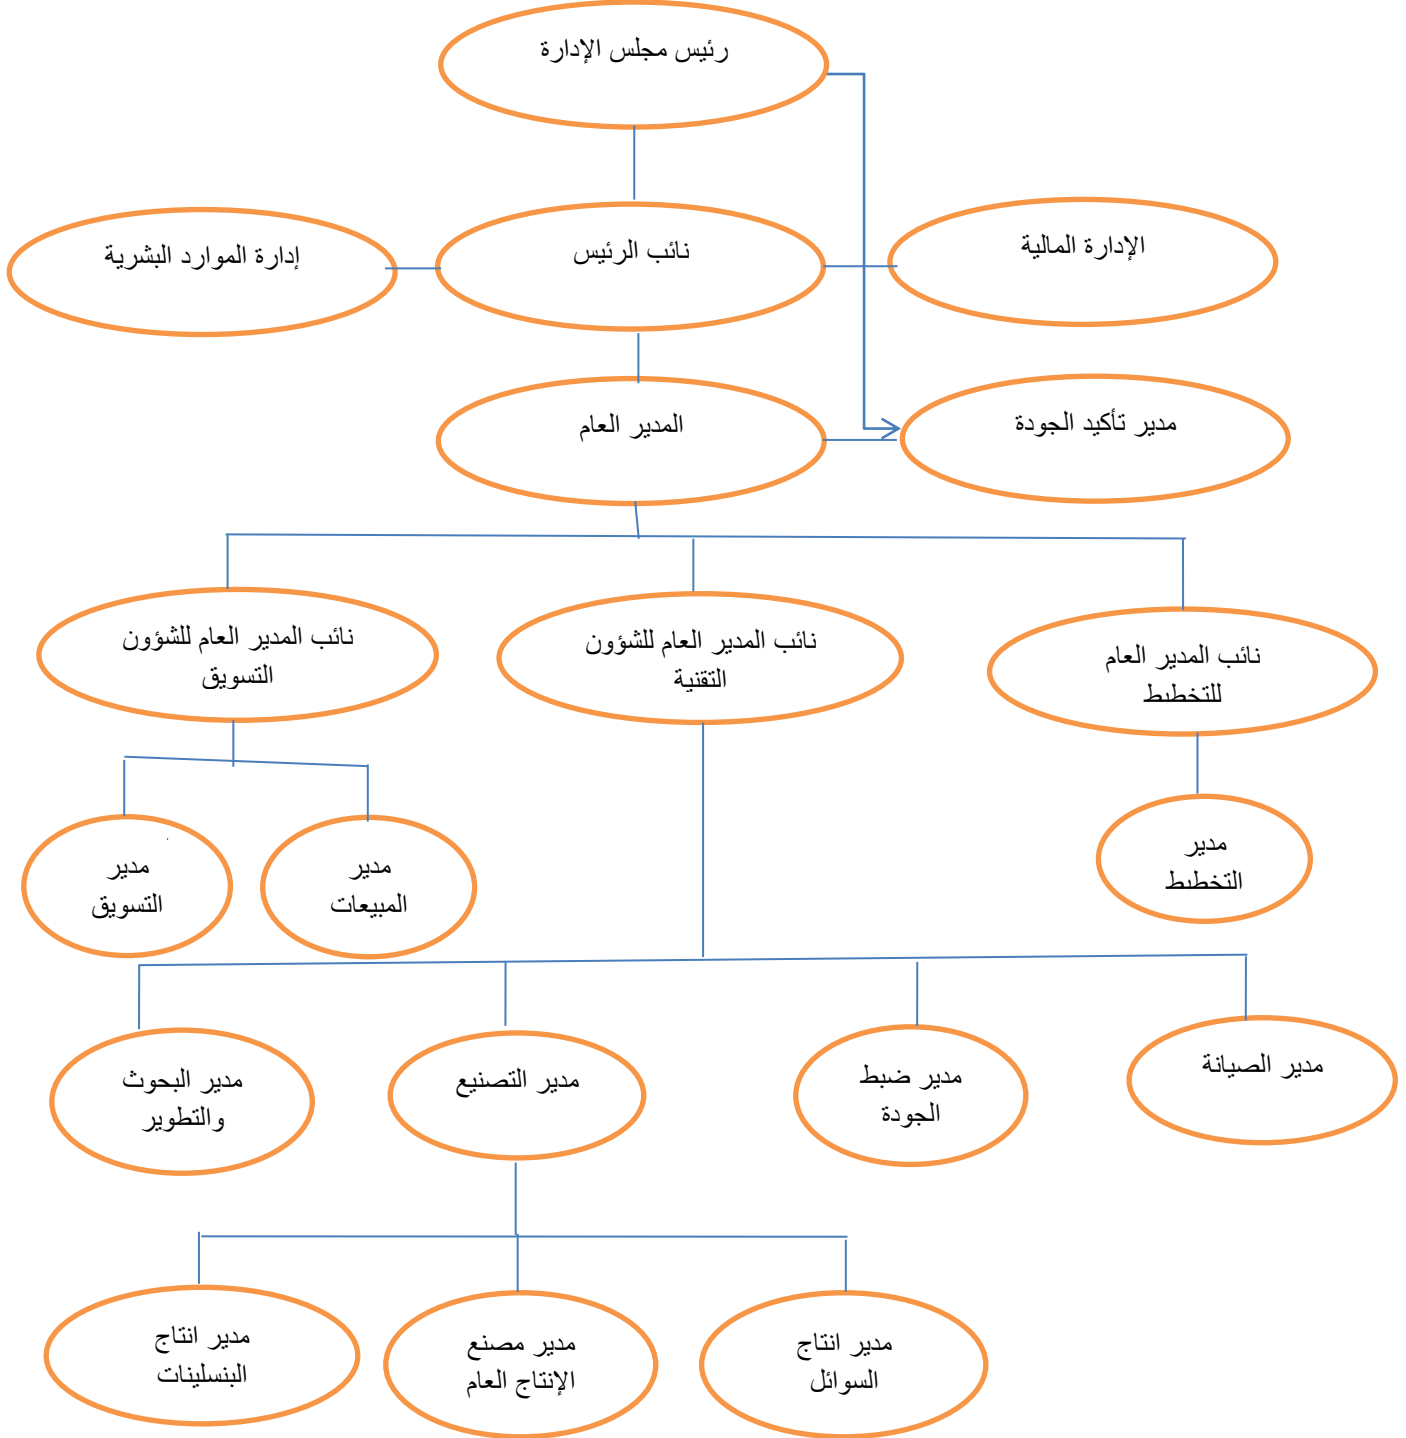 رئيس مجلس الإدارة
الإدارة المالية
نائب الرئيس
إدارة الموارد البشرية
مدير تأكيد الجودة
المدير العام
نائب المدير العام
للتخطيط
نائب المدير العام للشؤون
التقنية
نائب المدير العام للشؤون
التسويق
مدير
التخطيط
مدير
المبيعات
مدير
التسويق
مدير الصيانة
مدير ضبط
الجودة
مدير التصنيع
مدير البحوث
والتطوير
مدير انتاج
السوائل
مدير مصنع
الإنتاج العام
مدير انتاج
البنسلينات